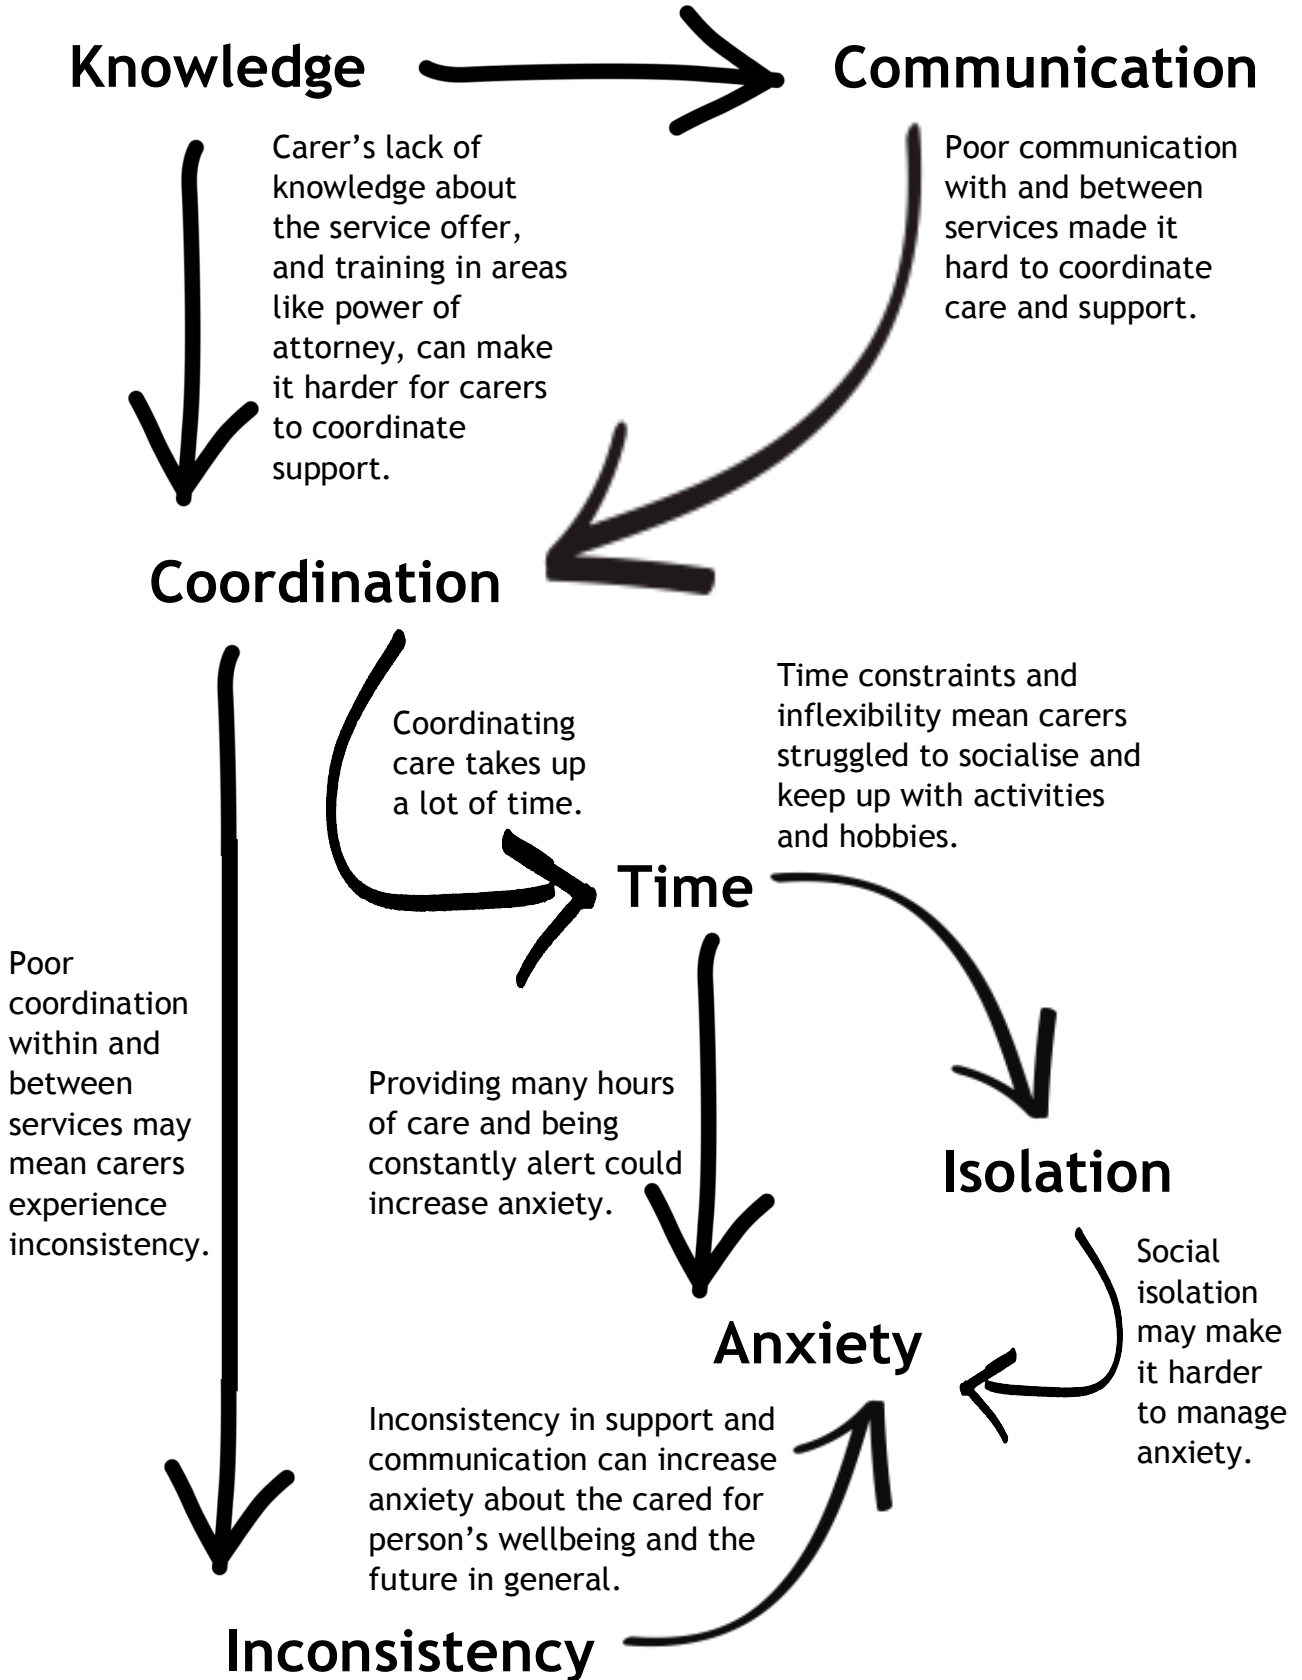 Knowledge
Communication
Carer’s lack of
knowledge about
the service offer,
and training in areas
like power of
attorney, can make
it harder for carers
to coordinate
support.
Poor communication
with and between
services made it
hard to coordinate
care and support.
Coordination
Coordinating
care takes up
a lot of time.
Time constraints and
inflexibility mean carers
struggled to socialise and
keep up with activities
and hobbies.
Time
Poor
coordination
within and
between
services may
mean carers
experience
inconsistency.
Providing many hours
of care and being
constantly alert could
increase anxiety.
Isolation
Social
isolation
may make
it harder
to manage
anxiety.
Anxiety
Inconsistency in support and
communication can increase
anxiety about the cared for
person’s wellbeing and the
future in general.
Inconsistency